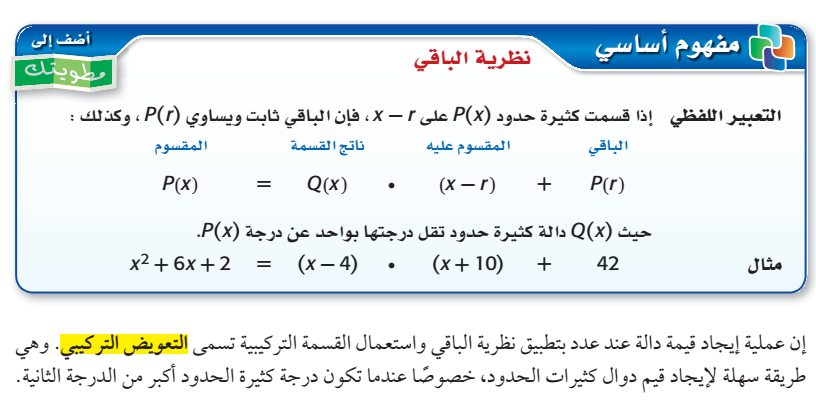 مفهوم أساسي
نظرية الباقي
أضف إلى
مطويتك
التعبير اللفظي إذا قسمت كثيرة حدود P(x) على x − r ، فإن الباقي ثابت ويساوي P(r) ، وكذلك :
المقسوم ناتج القسمة المقسوم عليه الباقي
P(x) = Q(x) • (x − r) + P(r)
حيث Q(x) دالة كثيرة حدود تقل درجتها بواحد عن درجة P(x).
مثال x² + 6x + 2 = (x − 4) • (x + 10) + 42
إن عملية إيجاد قيمة دالة عند عدد بتطبيق نظرية الباقي واستعمال القسمة التركيبية تسمى التعويض التركيبي. وهي
طريقة سهلة لإيجاد قيم دوال كثيرات الحدود، خصوصًا عندما تكون درجة كثيرة الحدود أكبر من الدرجة الثانية.